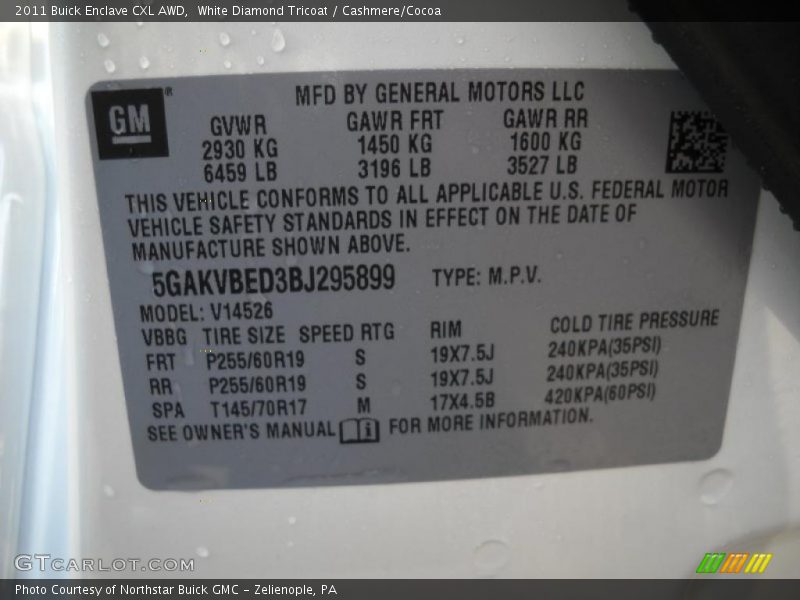 2011 Buick Enclave CXL AWD, White Diamond Tricoat / Cashmere/Cocoa
GM® MFD BY GENERAL MOTORS LLC
GVWR GAWR FRT GAWR RR
2930 KG 1450 KG 1600 KG
6459 LB 3196 LB 3527 LB
THIS VEHICLE CONFORMS TO ALL APPLICABLE U.S. FEDERAL MOTOR
VEHICLE SAFETY STANDARDS IN EFFECT ON THE DATE OF
MANUFACTURE SHOWN ABOVE.
5GAKVBED3BJ295899 TYPE: M.P.V.
MODEL: V14526
VBBG TIRE SIZE SPEED RTG RIM COLD TIRE PRESSURE
FRT P255/60R19 S 19X7.5J 240KPA(35PSI)
RR P255/60R19 S 19X7.5J 240KPA(35PSI)
SPA T145/70R17 M 17X4.5B 420KPA(60PSI)
SEE OWNER'S MANUAL FOR MORE INFORMATION.
GTCARLOT.COM
Photo Courtesy of Northstar Buick GMC - Zelienople, PA